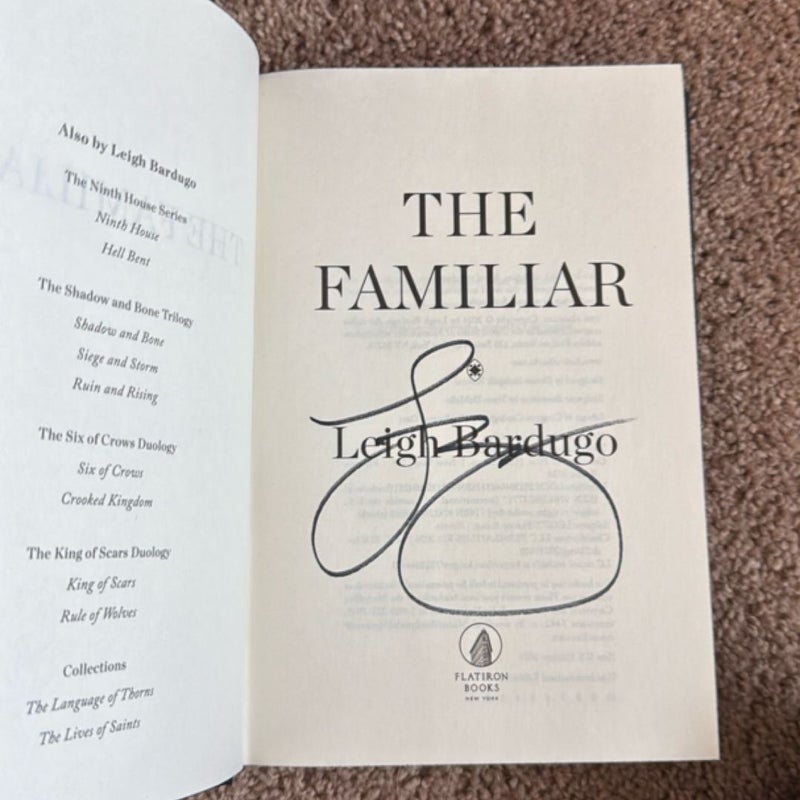 Also by Leigh Bardugo
The Ninth House Series
Ninth House
Hell Bent
The Shadow and Bone Trilogy
Shadow and Bone
Siege and Storm
Ruin and Rising
The Six of Crows Duology
Six of Crows
Crooked Kingdom
The King of Scars Duology
King of Scars
Rule of Wolves
Collections
The Language of Thorns
The Lives of Saints
THE
FAMILIAR
Leigh Bardugo
FLATIRON
BOOKS
NEW YORK